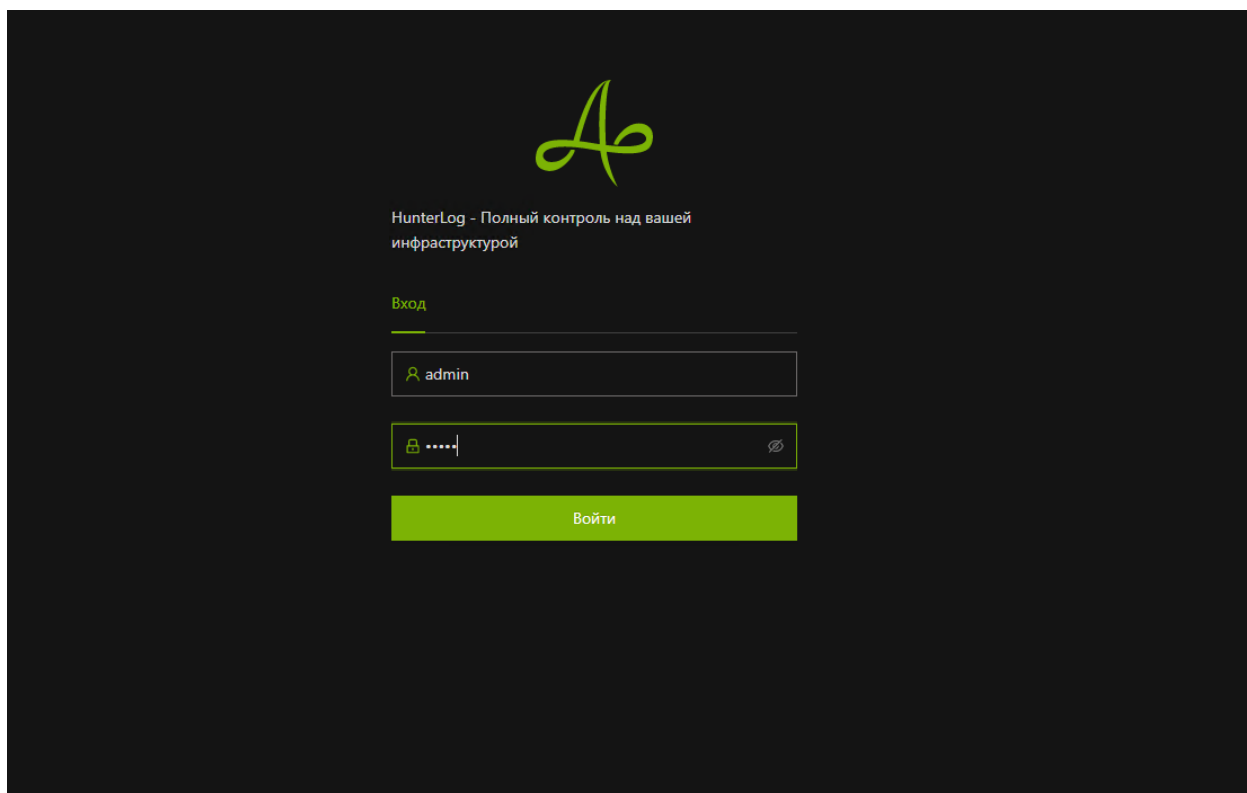 HunterLog - Полный контроль над вашей
инфраструктурой
Вход
admin
•••••
Войти